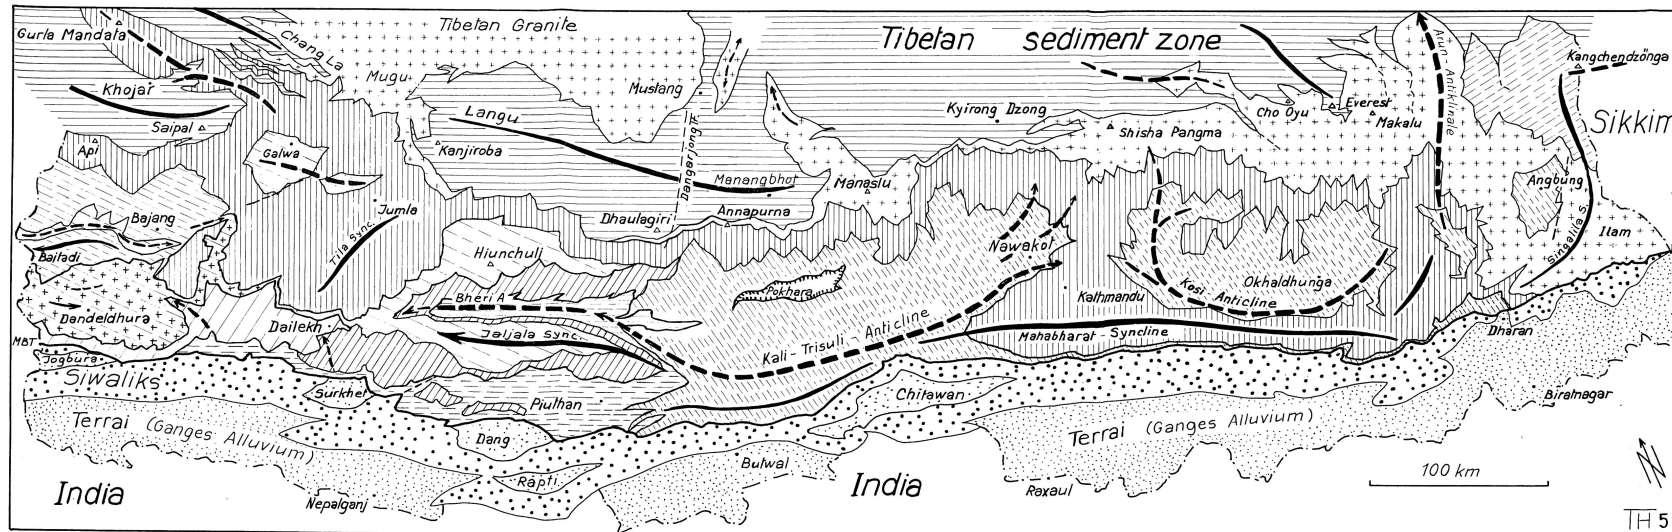 Gurla Mandata
Chang La
Tibetan Granite
Tibetan sediment zone
Mugu
Khojar
Mustang
Langu
Kyirong Dzong
Cho Oyu
Everest
Makalu
Arun-Antiklinale
Kangchendzönga
Sikkim
Saipal
Api
Galwa
Kanjiroba
Dangarjong F.
Shisha Pangma
Manangbhot
Manaslu
Angbung
Bajang
Jumla
Tila Sync.
Dhaulagiri
Annapurna
Singalila S.
Ilam
Baitadi
Hiunchuli
Nawakot
Pokhara
Okhaldhunga
Kosi Anticline
Kathmandu
Dandeldhura
Bheri A
Dailekh
Jaljala Sync.
Kali-Trisuli Anticline
Mahabharat Syncline
Dharan
MBT
Jogbura
Siwaliks
Surkhet
Piuthan
Chitawan
Biratnagar
Terrai (Ganges Alluvium)
Dang
Terrai (Ganges Alluvium)
Butwal
Rapti
100 km
India
Nepalganj
India
Raxaul
N
TH 5